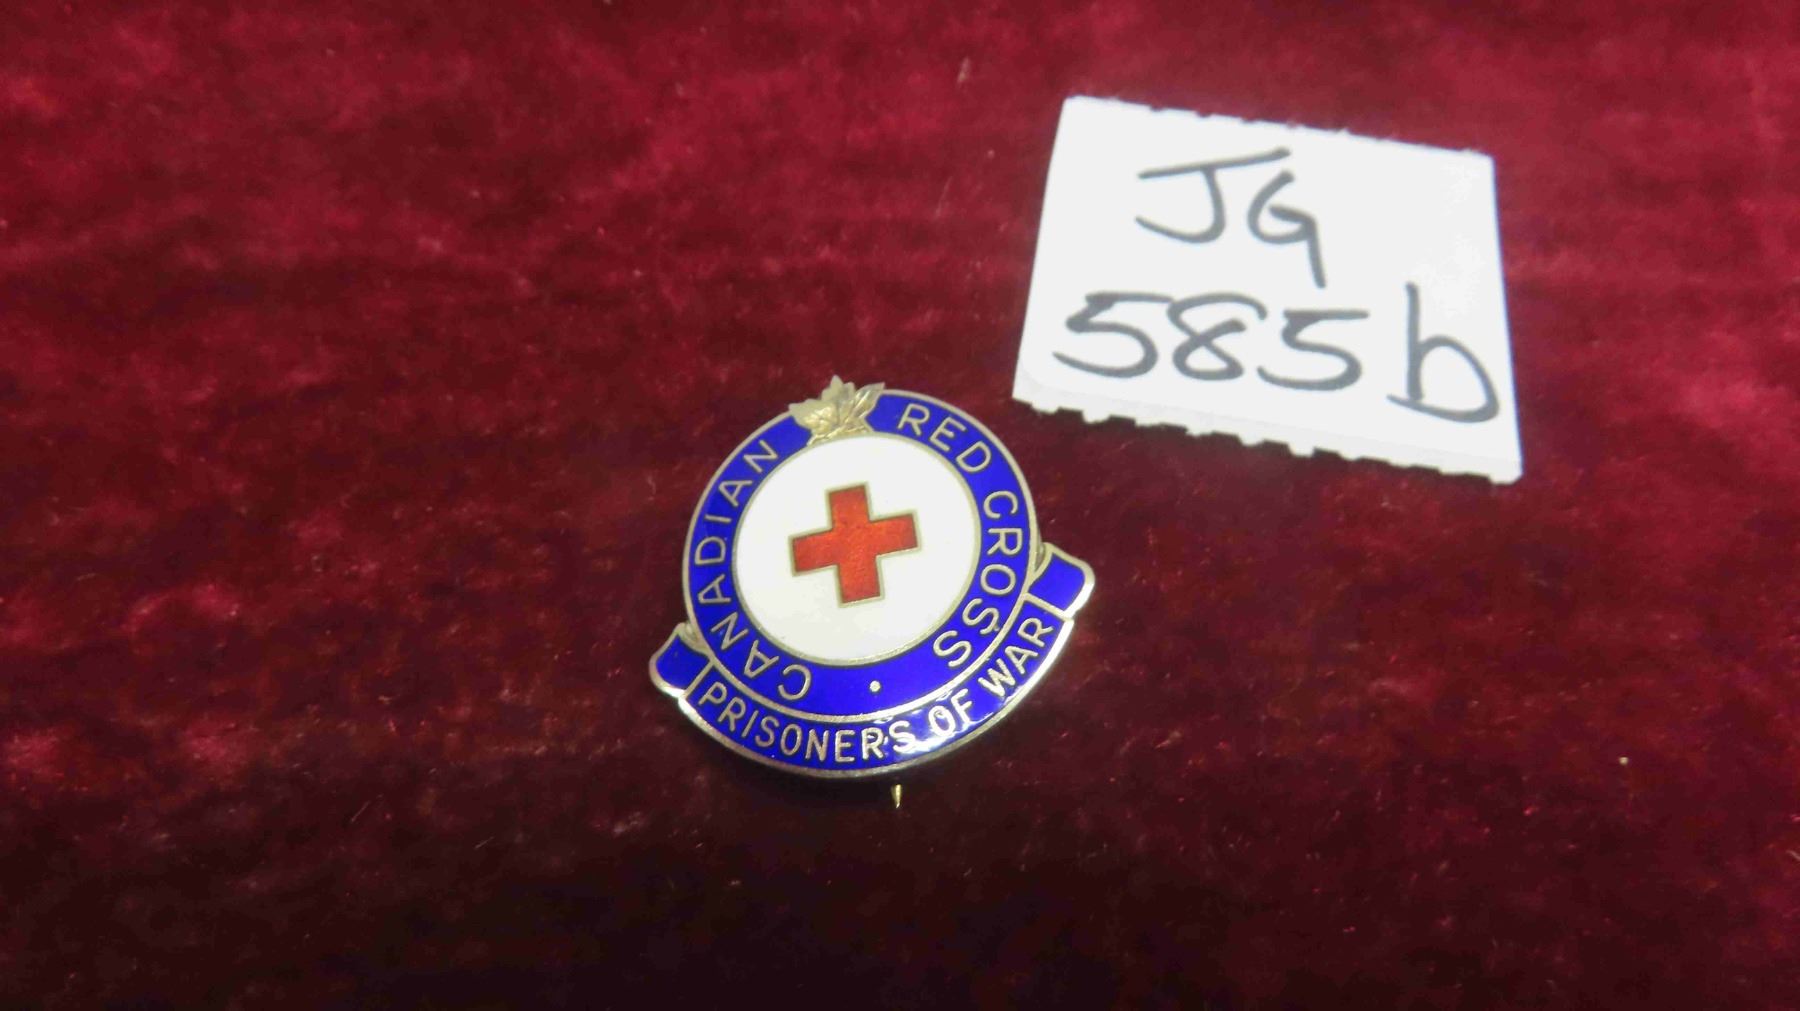 JG
585b
CANADIAN RED CROSS
PRISONERS OF WAR